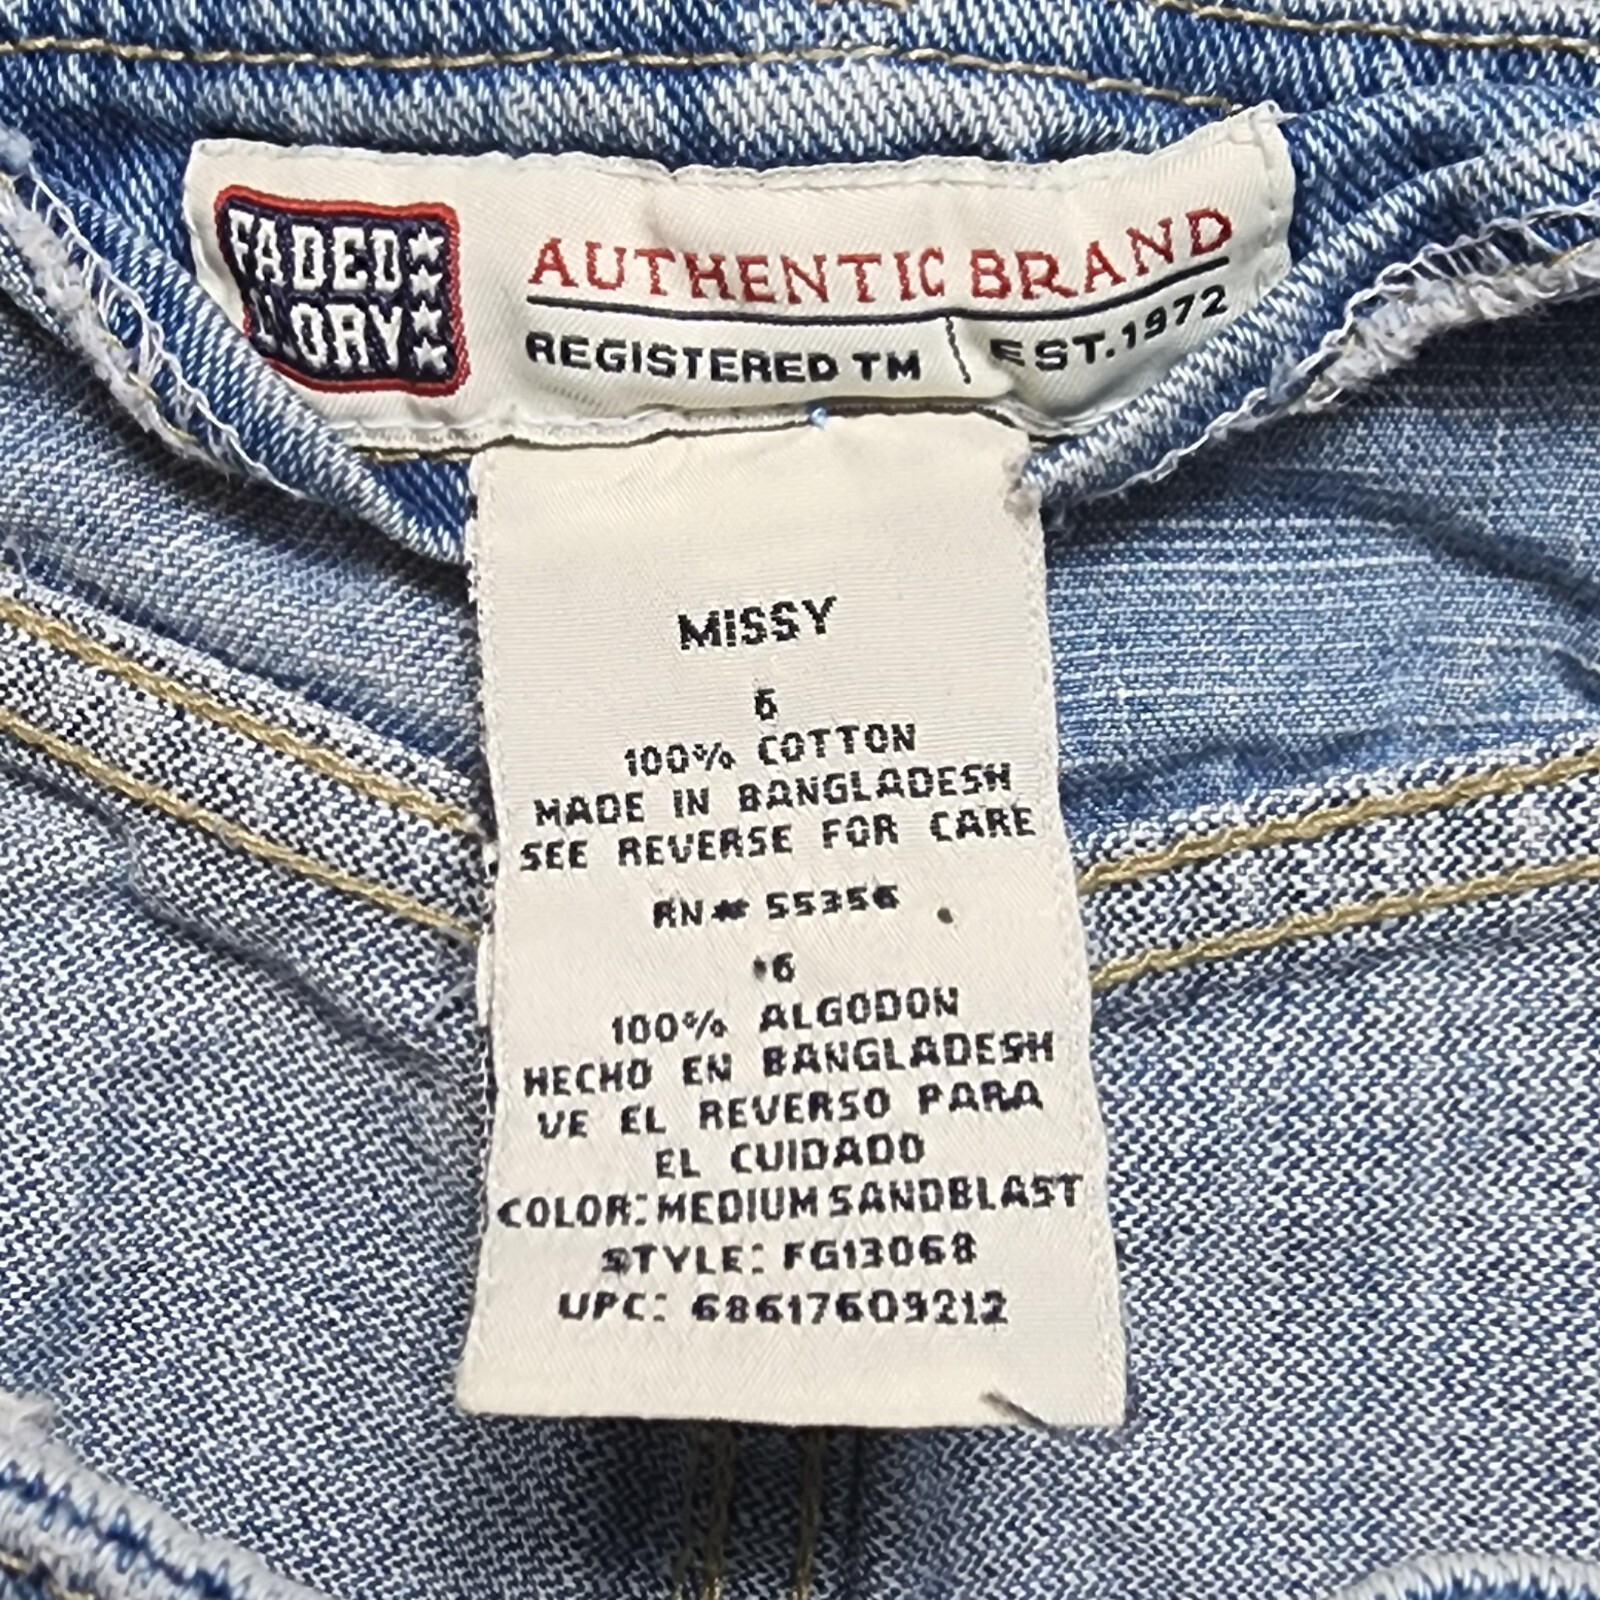 FADED
GLORY
AUTHENTIC BRAND
REGISTERED TM | EST.1972
MISSY
6
100% COTTON
MADE IN BANGLADESH
SEE REVERSE FOR CARE
RN# 55356
6
100% ALGODON
HECHO EN BANGLADESH
VE EL REVERSO PARA
EL CUIDADO
COLOR: MEDIUM SANDBLAST
STYLE: FG13068
UPC: 68617609212